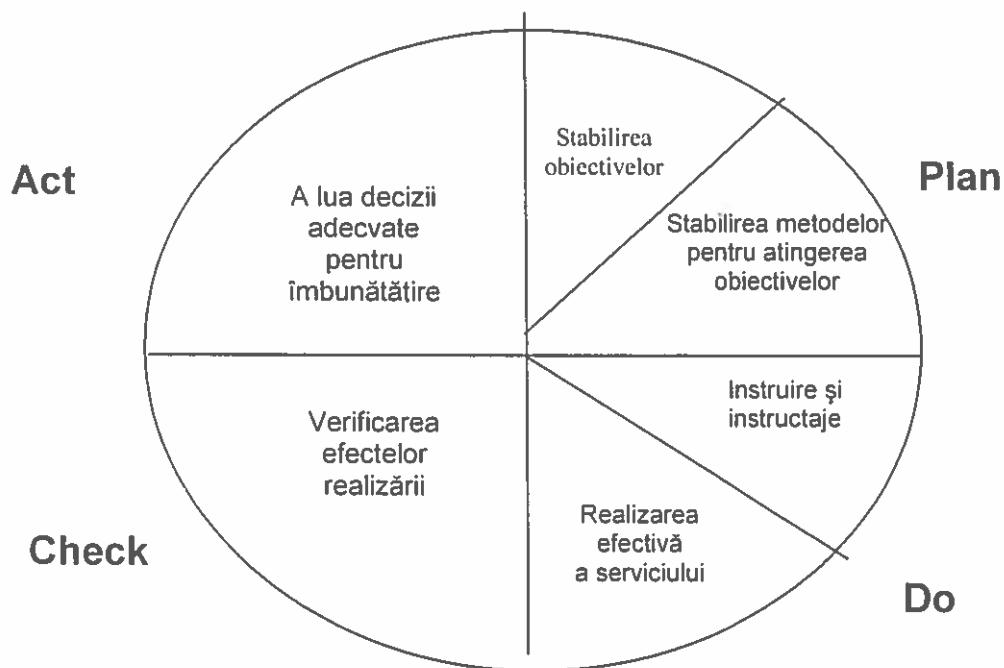 Act
Plan
Stabilirea
obiectivelor
Stabilirea metodelor
pentru atingerea
obiectivelor
A lua decizii
adecvate
pentru
îmbunătătire
Instruire și
instructaje
Verificarea
efectelor
realizării
Realizarea
efectivă
a serviciului
Check
Do